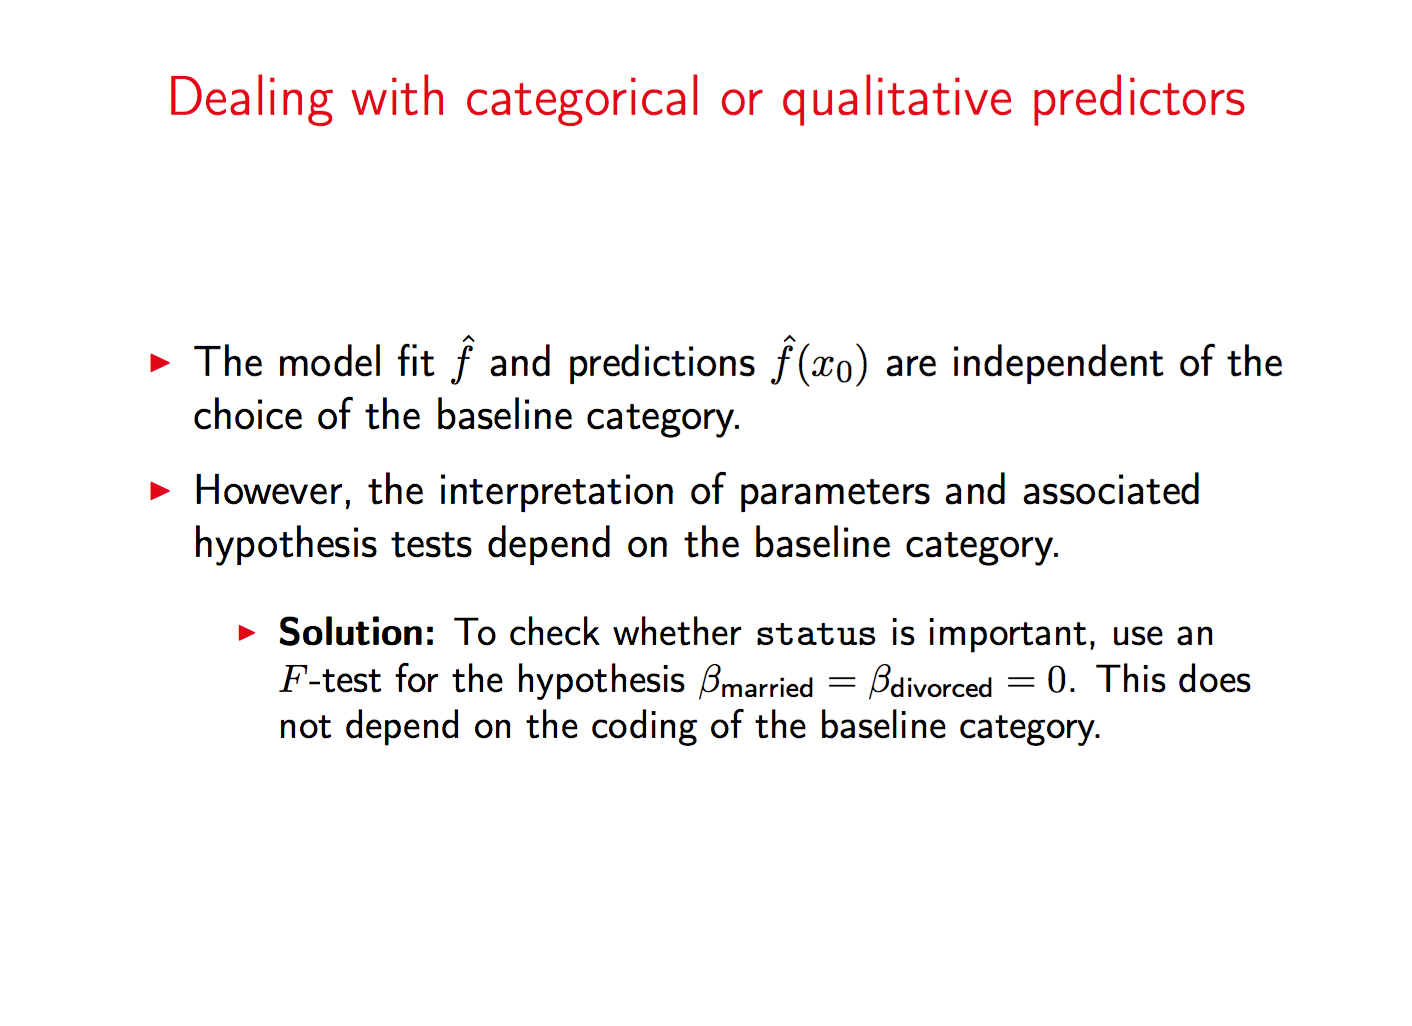 Dealing with categorical or qualitative predictors
▶ The model fit f̂ and predictions f̂(x₀) are independent of the
choice of the baseline category.
▶ However, the interpretation of parameters and associated
hypothesis tests depend on the baseline category.
▶ Solution: To check whether status is important, use an
F-test for the hypothesis β_married = β_divorced = 0. This does
not depend on the coding of the baseline category.